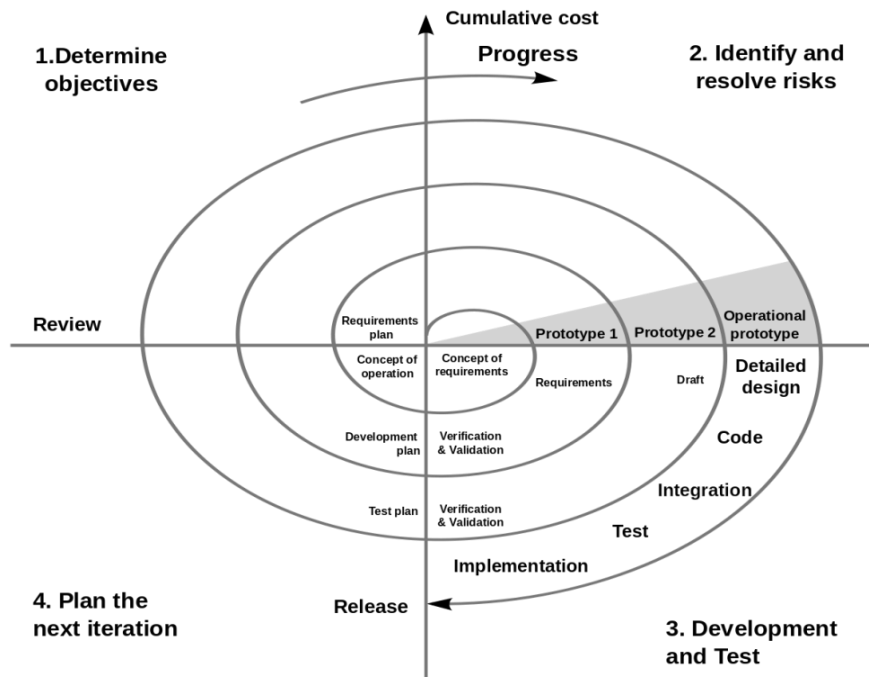 Cumulative cost
1.Determine
objectives
Progress
2. Identify and
resolve risks
Review
Requirements
plan
Prototype 1
Prototype 2
Operational
prototype
Concept of
operation
Concept of
requirements
Requirements
Draft
Detailed
design
Development
plan
Verification
& Validation
Code
Test plan
Verification
& Validation
Integration
Test
Implementation
Release
4. Plan the
next iteration
3. Development
and Test